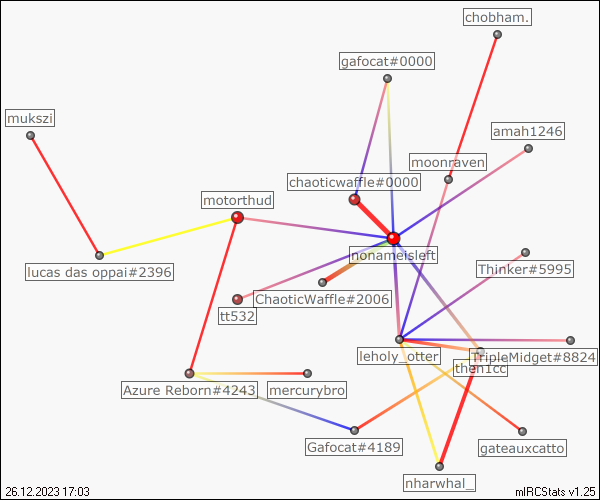 chobham.
gafocat#0000
mukszi
amah1246
moonraven
chaoticwaffle#0000
motorthud
nonameisleft
Thinker#5995
lucas das oppai#2396
ChaoticWaffle#2006
tt532
leholy_otter
TripleMidget#8824
then1cc
Azure Reborn#4243
mercurybro
Gafocat#4189
gateauxcatto
nharwhal_
26.12.2023 17:03
mIRCStats v1.25